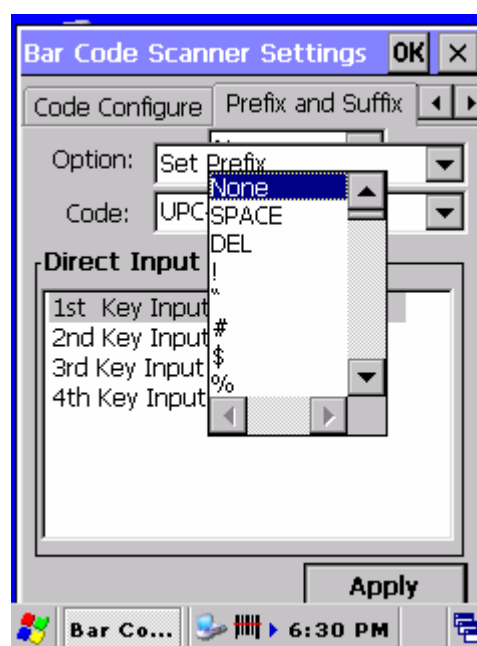 Bar Code Scanner Settings OK ×
Code Configure Prefix and Suffix
Option: Set Prefix
Code: UPC-
None
SPACE
DEL
!
"
#
$
%
Direct Input
1st Key Input
2nd Key Input
3rd Key Input
4th Key Input
Apply
Bar Co... 6:30 PM